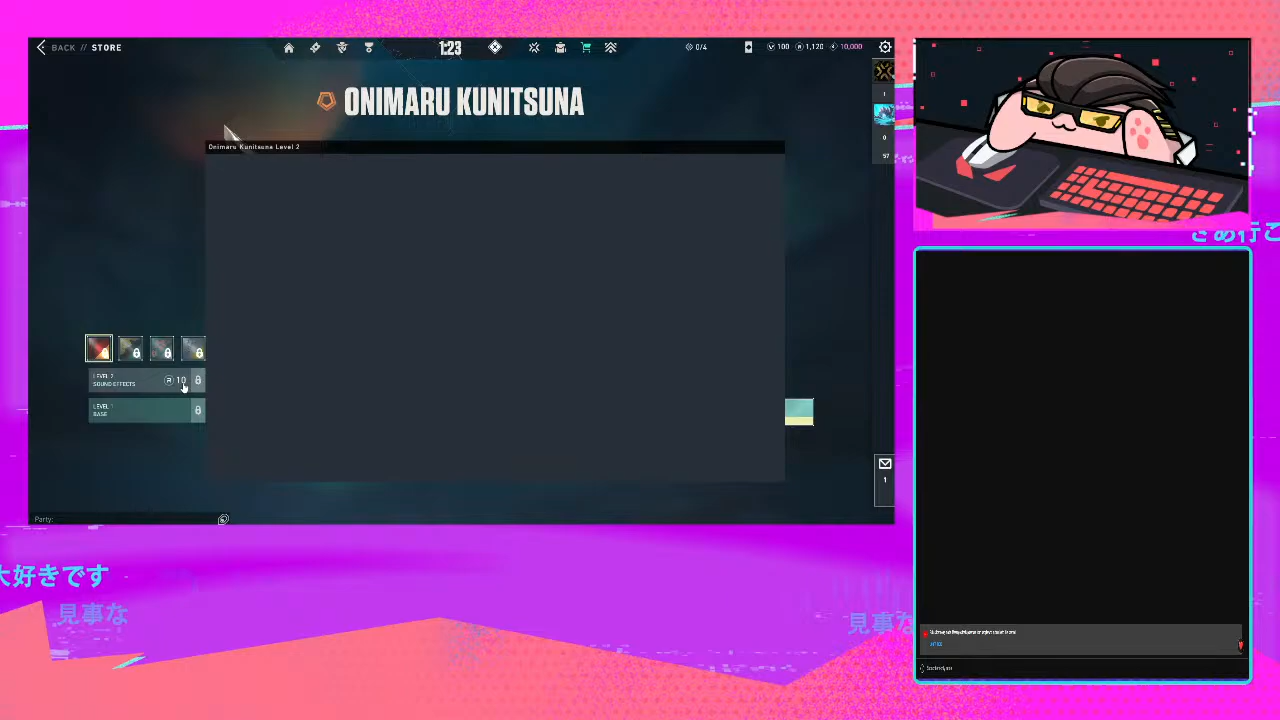 BACK // STORE
1:23
0/4
100
1,120
10,000
ONIMARU KUNITSUNA
Onimaru Kunitsuna Level 2
1
0
57
LEVEL 2
SOUND EFFECTS
10
LEVEL 1
BASE
1
Party:
大好きです
見事な
見事な